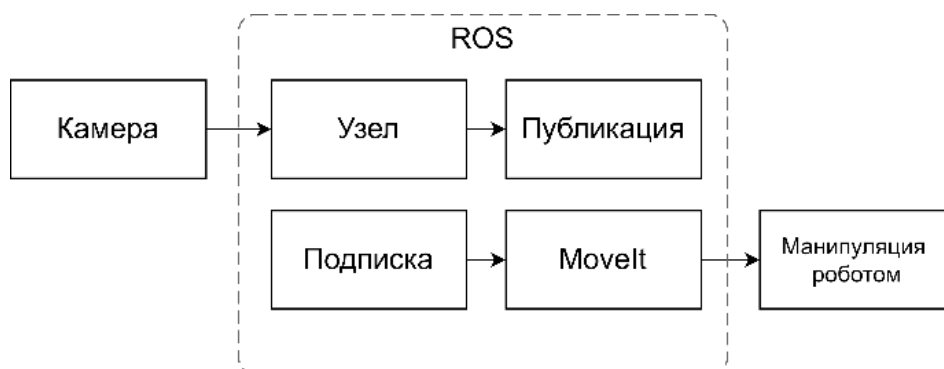 ROS
Камера
Узел
Публикация
Подписка
MoveIt
Манипуляция
роботом